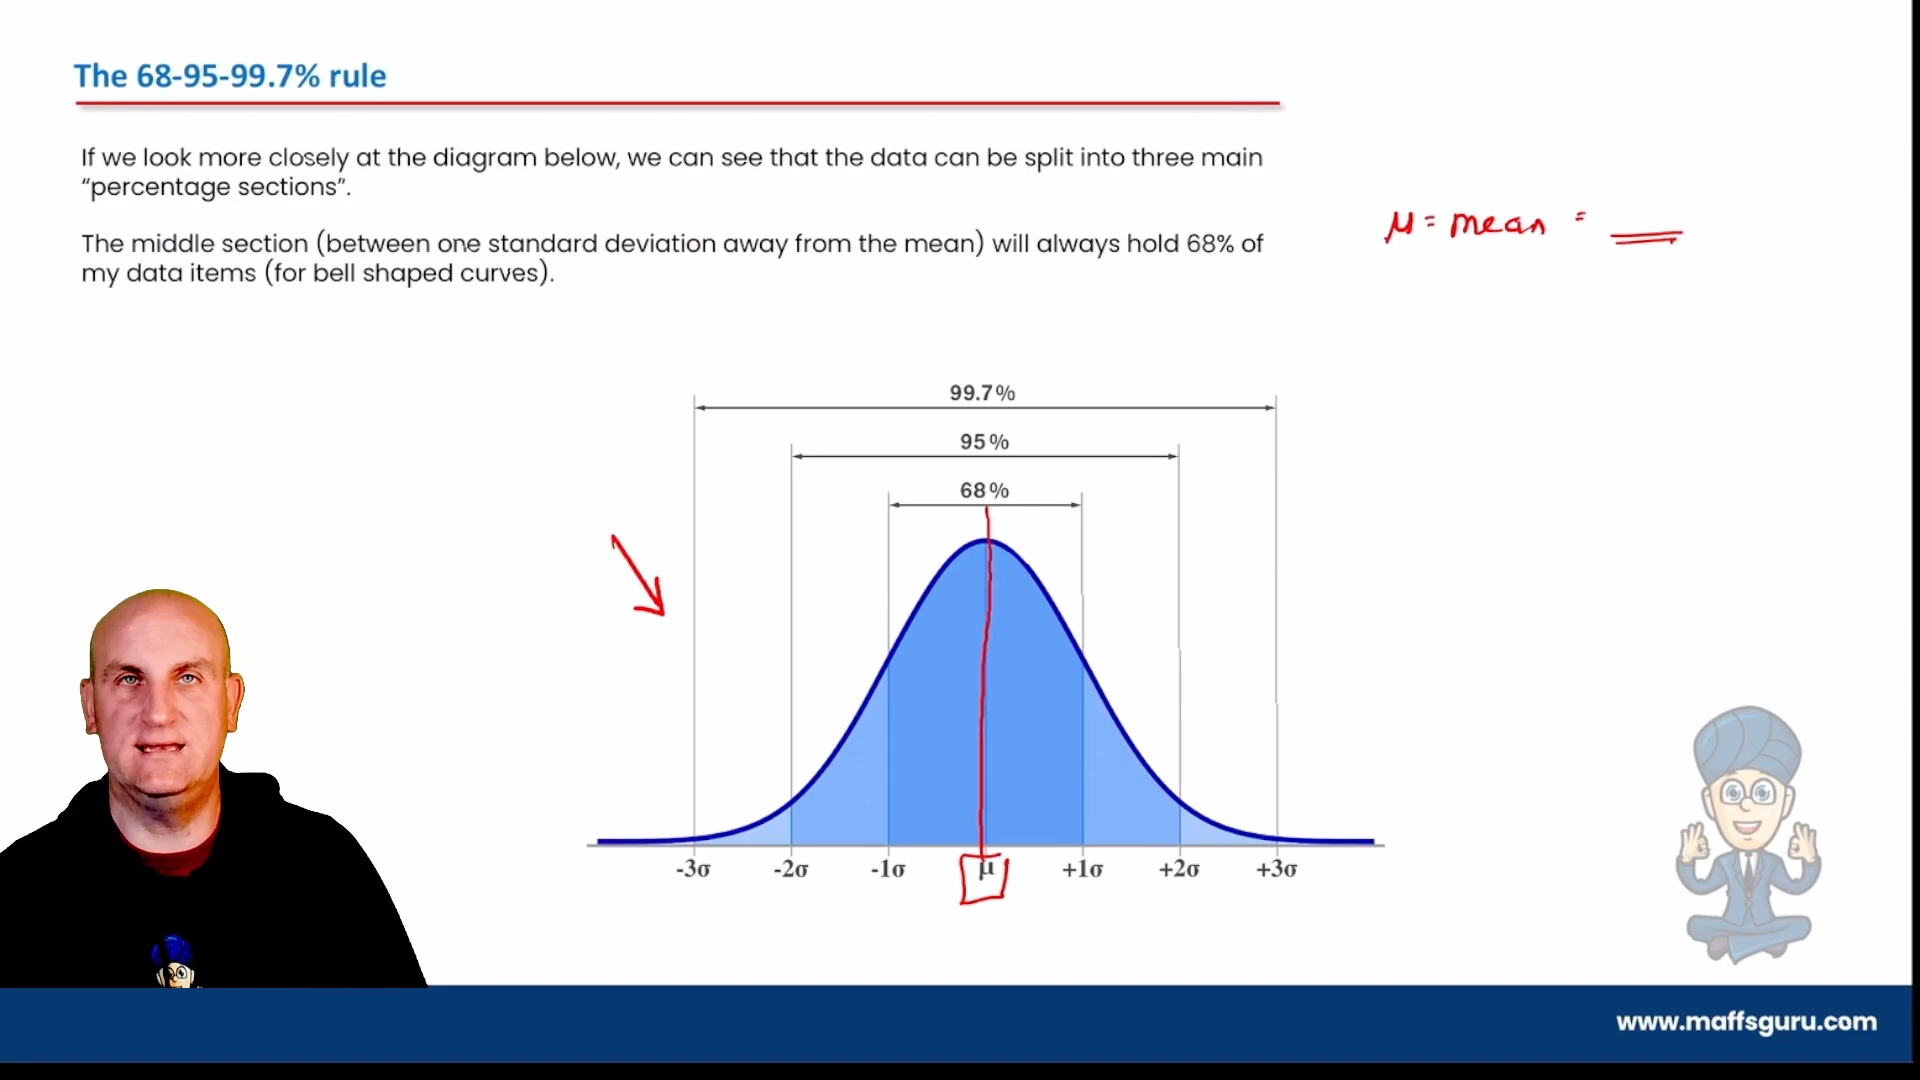 The 68-95-99.7% rule
If we look more closely at the diagram below, we can see that the data can be split into three main
“percentage sections”.
μ = mean =
The middle section (between one standard deviation away from the mean) will always hold 68% of
my data items (for bell shaped curves).
99.7%
95%
68%
-3σ -2σ -1σ μ +1σ +2σ +3σ
www.maffsguru.com